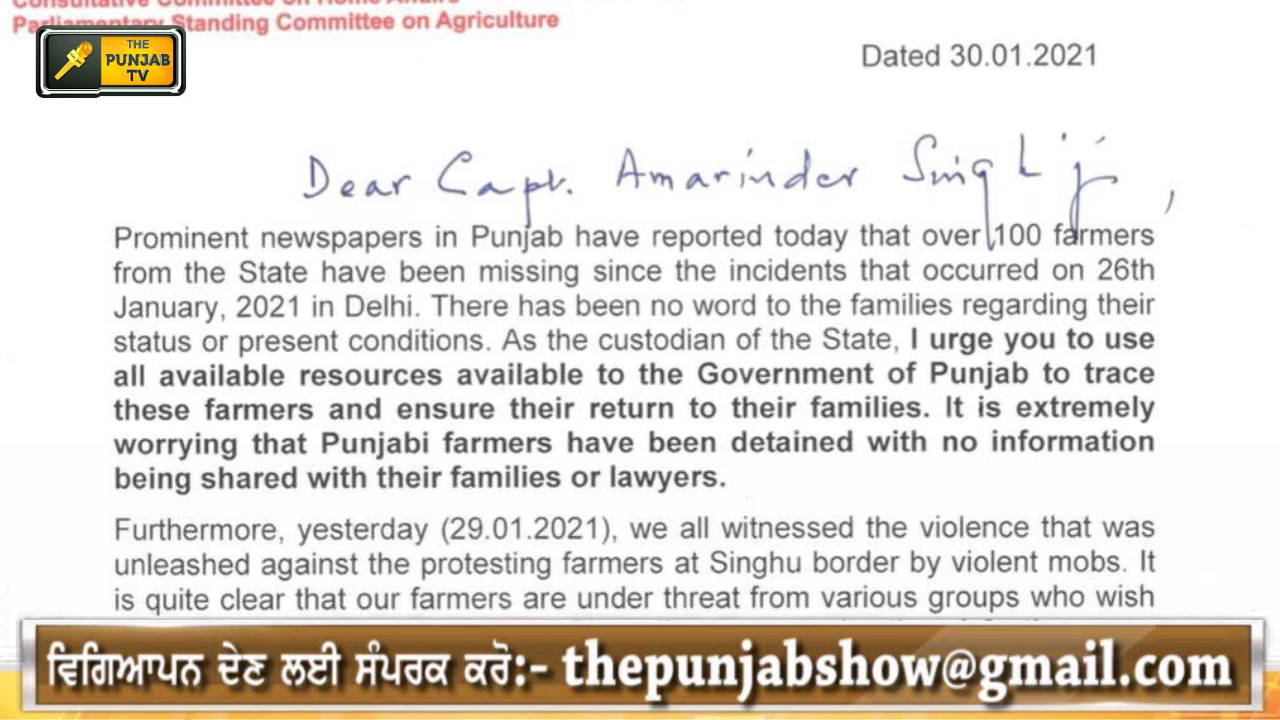 Consultative Committee on Home Affairs
Parliamentary Standing Committee on Agriculture
THE
PUNJAB
TV
Dated 30.01.2021
Dear Capt. Amarinder Singh ji,
Prominent newspapers in Punjab have reported today that over 100 farmers
from the State have been missing since the incidents that occurred on 26th
January, 2021 in Delhi. There has been no word to the families regarding their
status or present conditions. As the custodian of the State, I urge you to use
all available resources available to the Government of Punjab to trace
these farmers and ensure their return to their families. It is extremely
worrying that Punjabi farmers have been detained with no information
being shared with their families or lawyers.
Furthermore, yesterday (29.01.2021), we all witnessed the violence that was
unleashed against the protesting farmers at Singhu border by violent mobs. It
is quite clear that our farmers are under threat from various groups who wish
ਵਿਗਿਆਪਨ ਦੇਣ ਲਈ ਸੰਪਰਕ ਕਰੋ:- thepunjabshow@gmail.com